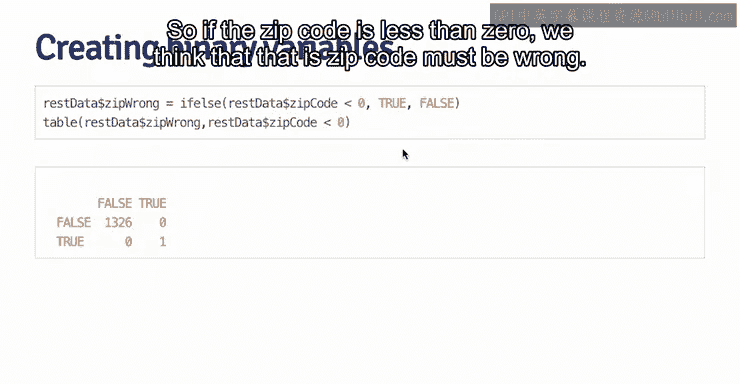 Creating binary variables
So if the zip code is less than zero, we
think that that is zip code must be wrong.
restData$zipWrong = ifelse(restData$zipCode < 0, TRUE, FALSE)
table(restData$zipWrong,restData$zipCode < 0)
FALSE TRUE
FALSE 1326 0
TRUE 0 1